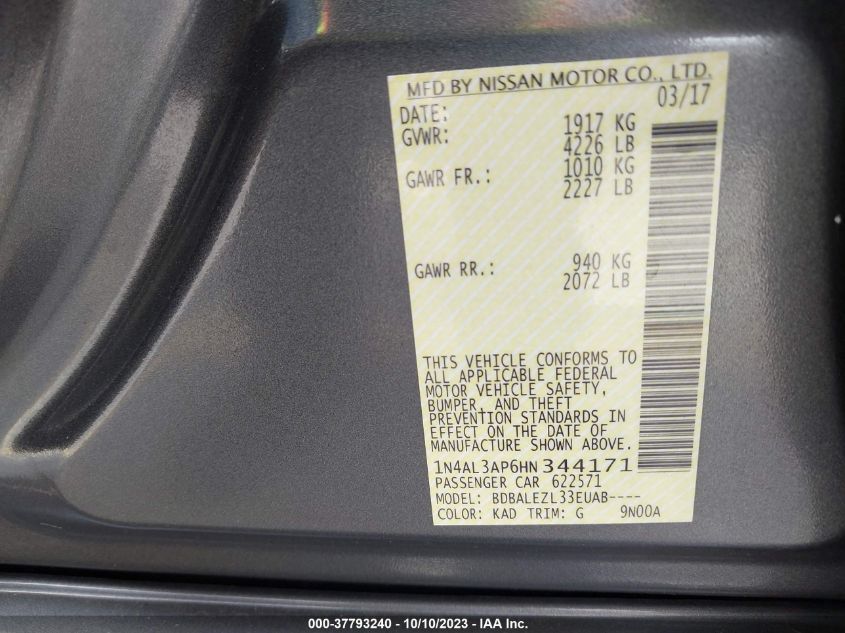 MFD BY NISSAN MOTOR CO., LTD.
DATE: 03/17
GVWR: 1917 KG
4226 LB
GAWR FR.: 1010 KG
2227 LB
GAWR RR.: 940 KG
2072 LB
THIS VEHICLE CONFORMS TO
ALL APPLICABLE FEDERAL
MOTOR VEHICLE SAFETY,
BUMPER, AND THEFT
PREVENTION STANDARDS IN
EFFECT ON THE DATE OF
MANUFACTURE SHOWN ABOVE.
1N4AL3AP6HN344171
PASSENGER CAR 622571
MODEL: BDBALEZL33EUAB----
COLOR: KAD TRIM: G 9N00A
000-37793240 - 10/10/2023 - IAA Inc.